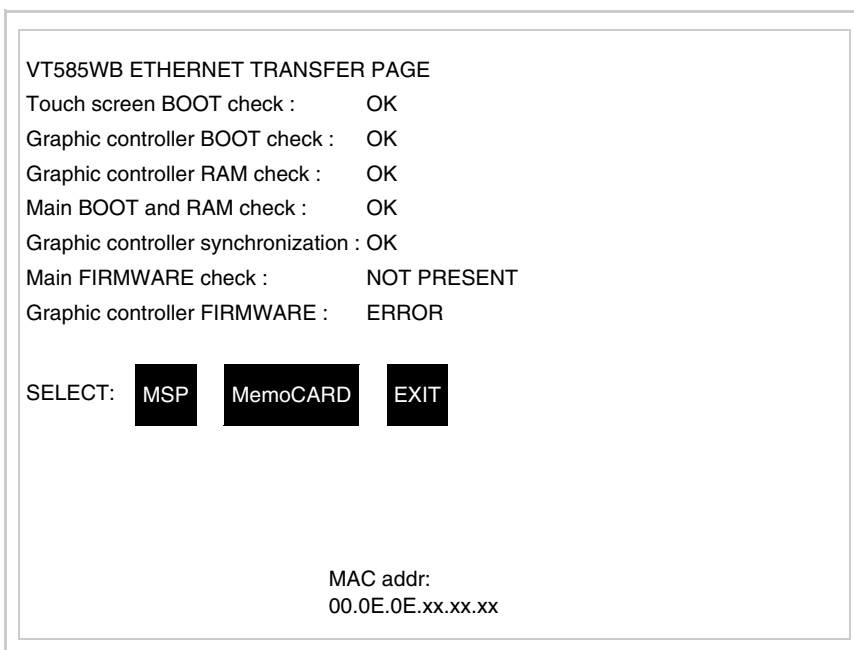 VT585WB ETHERNET TRANSFER PAGE
Touch screen BOOT check : OK
Graphic controller BOOT check : OK
Graphic controller RAM check : OK
Main BOOT and RAM check : OK
Graphic controller synchronization : OK
Main FIRMWARE check : NOT PRESENT
Graphic controller FIRMWARE : ERROR
SELECT: MSP MemoCARD EXIT
MAC addr:
00.0E.0E.xx.xx.xx